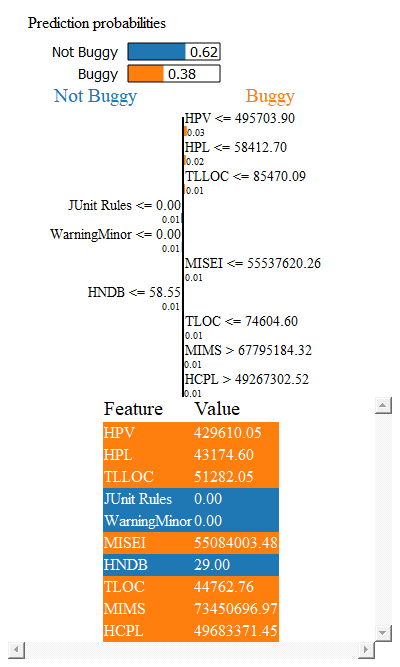 Prediction probabilities
Not Buggy 0.62
Buggy 0.38
Not Buggy Buggy
HPV <= 495703.90
0.03
HPL <= 58412.70
0.02
TLLOC <= 85470.09
0.01
JUnit Rules <= 0.00
0.01
WarningMinor <= 0.00
0.01
MISEI <= 55537620.26
0.01
HNDB <= 58.55
0.01
TLOC <= 74604.60
0.01
MIMS > 67795184.32
0.01
HCPL > 49267302.52
0.01
Feature Value
HPV 429610.05
HPL 43174.60
TLLOC 51282.05
JUnit Rules 0.00
WarningMinor 0.00
MISEI 55084003.48
HNDB 29.00
TLOC 44762.76
MIMS 73450696.97
HCPL 49683371.45